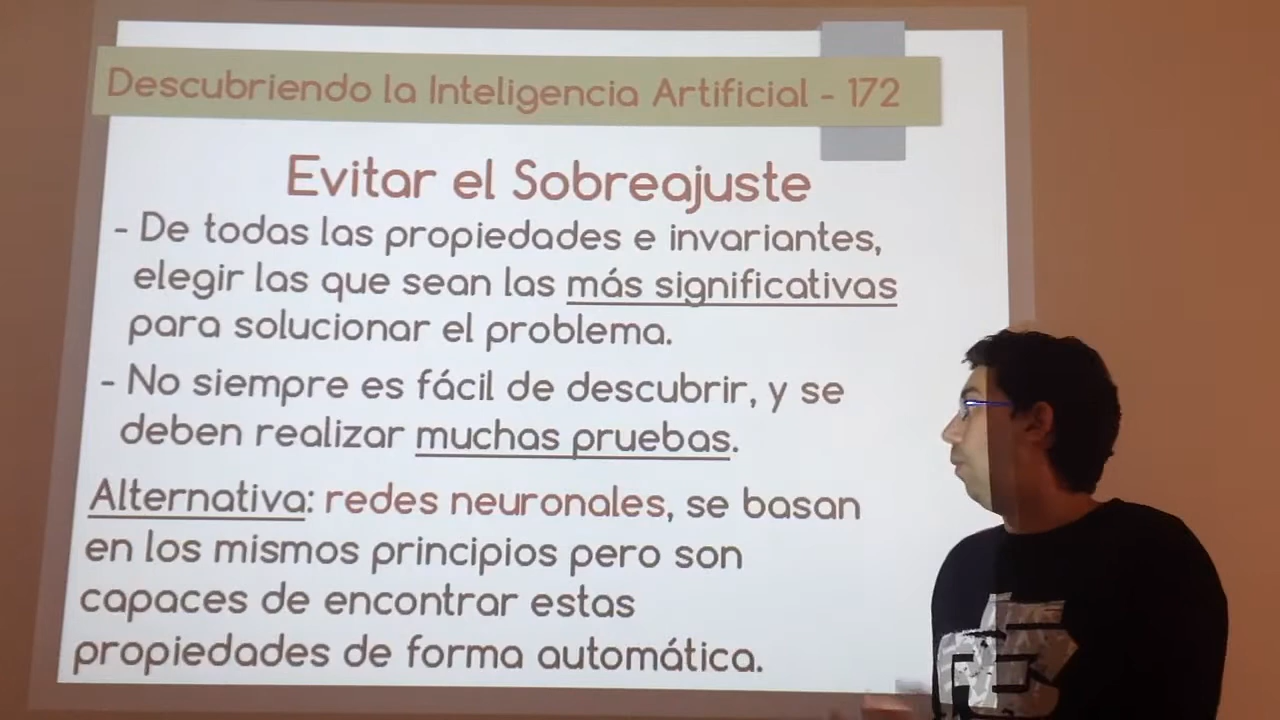 Descubriendo la Inteligencia Artificial - 172
Evitar el Sobreajuste
- De todas las propiedades e invariantes,
elegir las que sean las más significativas
para solucionar el problema.
- No siempre es fácil de descubrir, y se
deben realizar muchas pruebas.
Alternativa: redes neuronales, se basan
en los mismos principios pero son
capaces de encontrar estas
propiedades de forma automática.